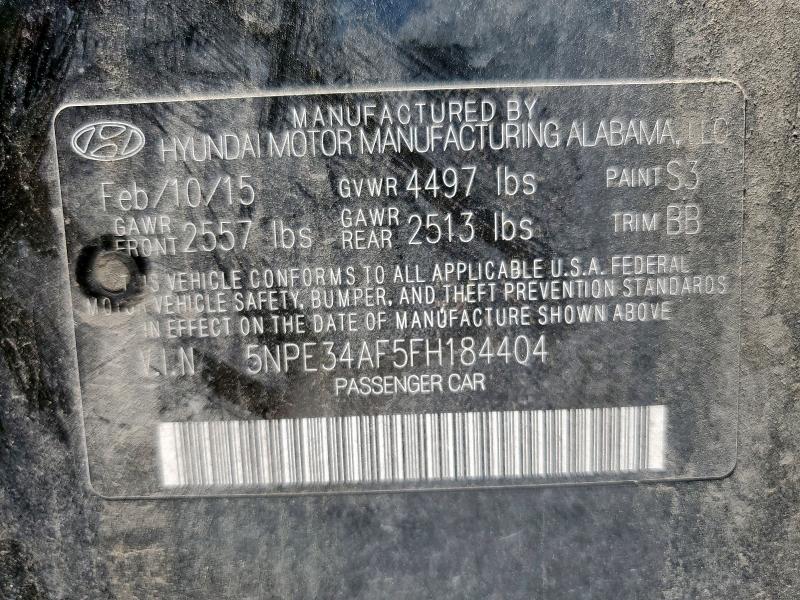 MANUFACTURED BY
HYUNDAI MOTOR MANUFACTURING ALABAMA, LLC
Feb/10/15 GVWR 4497 lbs PAINT S3
GAWR FRONT 2557 lbs GAWR REAR 2513 lbs TRIM BB
VEHICLE CONFORMS TO ALL APPLICABLE U.S.A. FEDERAL
MOTOR VEHICLE SAFETY, BUMPER, AND THEFT PREVENTION STANDARDS
IN EFFECT ON THE DATE OF MANUFACTURE SHOWN ABOVE
V.I.N 5NPE34AF5FH184404
PASSENGER CAR